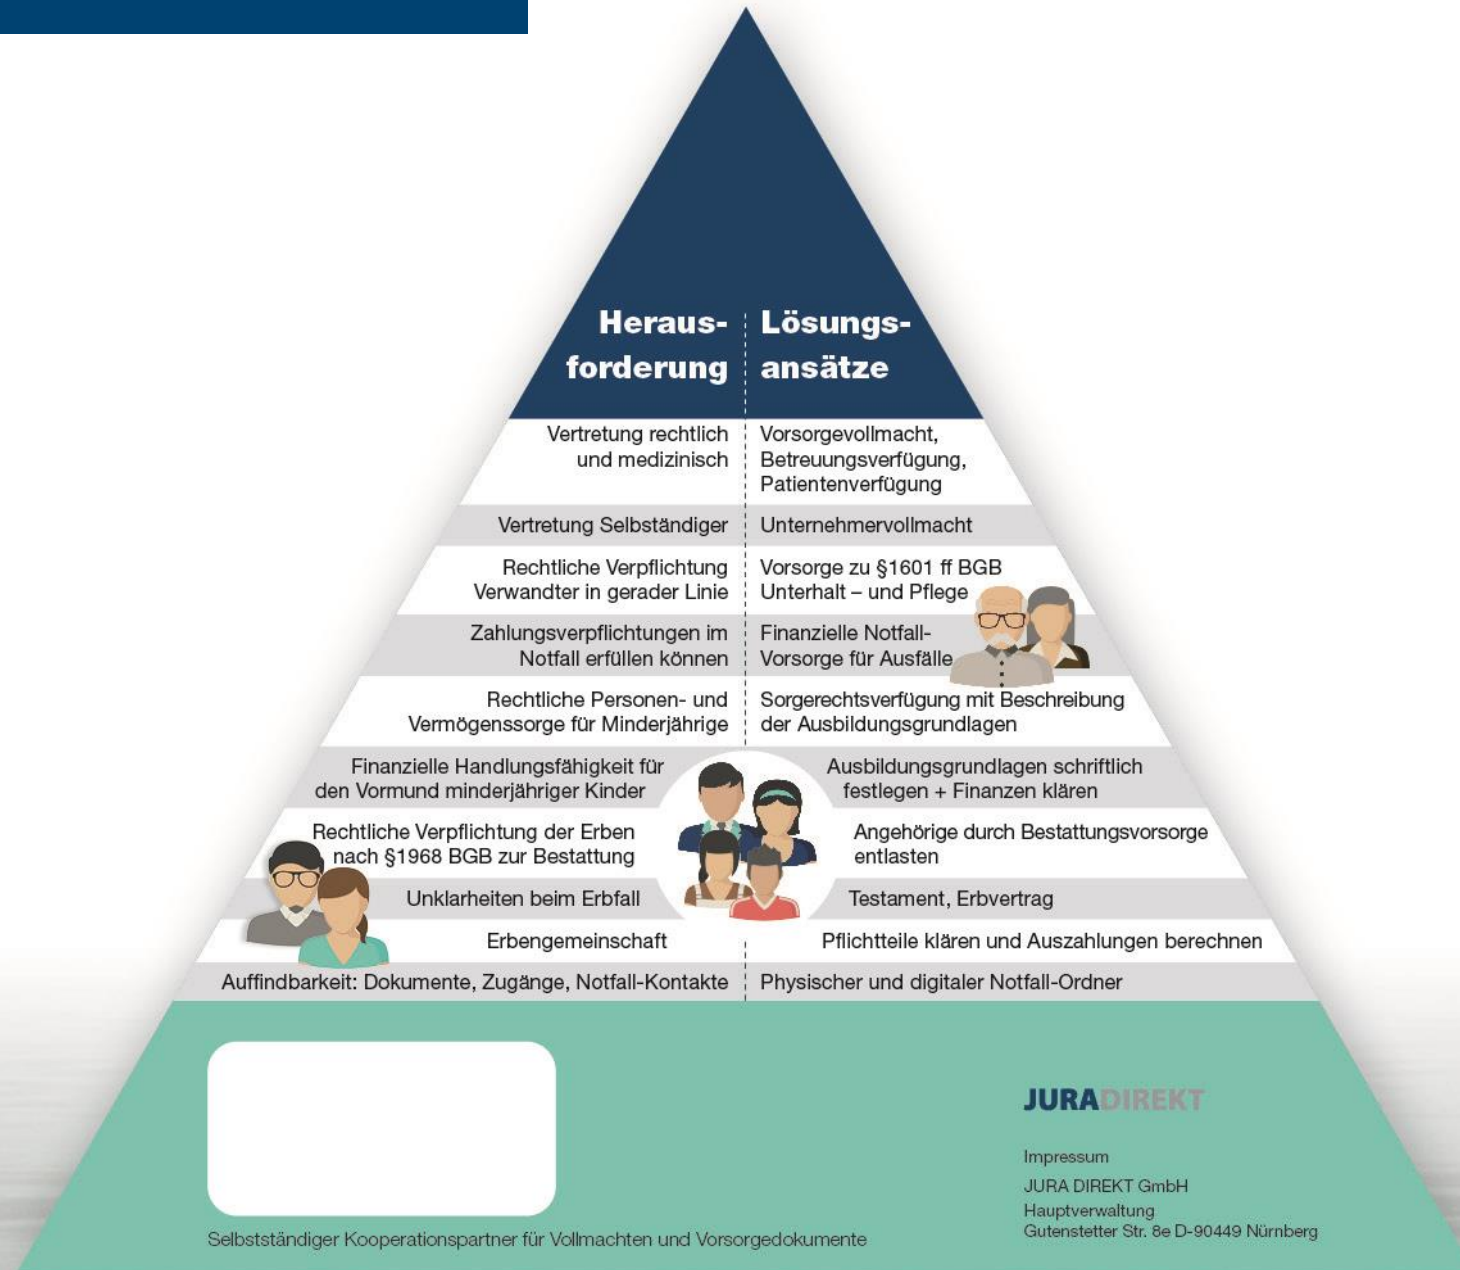 Heraus-
forderung
Lösungs-
ansätze
Vertretung rechtlich
und medizinisch
Vorsorgevollmacht,
Betreuungsverfügung,
Patientenverfügung
Vertretung Selbständiger
Unternehmervollmacht
Rechtliche Verpflichtung
Verwandter in gerader Linie
Vorsorge zu §1601 ff BGB
Unterhalt – und Pflege
Zahlungsverpflichtungen im
Notfall erfüllen können
Finanzielle Notfall-
Vorsorge für Ausfälle
Rechtliche Personen- und
Vermögenssorge für Minderjährige
Sorgerechtsverfügung mit Beschreibung
der Ausbildungsgrundlagen
Finanzielle Handlungsfähigkeit für
den Vormund minderjähriger Kinder
Ausbildungsgrundlagen schriftlich
festlegen + Finanzen klären
Rechtliche Verpflichtung der Erben
nach §1968 BGB zur Bestattung
Angehörige durch Bestattungsvorsorge
entlasten
Unklarheiten beim Erbfall
Testament, Erbvertrag
Erbengemeinschaft
Pflichtteile klären und Auszahlungen berechnen
Auffindbarkeit: Dokumente, Zugänge, Notfall-Kontakte
Physischer und digitaler Notfall-Ordner
JURADIREKT
Impressum
JURA DIREKT GmbH
Hauptverwaltung
Gutenstetter Str. 8e D-90449 Nürnberg
Selbstständiger Kooperationspartner für Vollmachten und Vorsorgedokumente